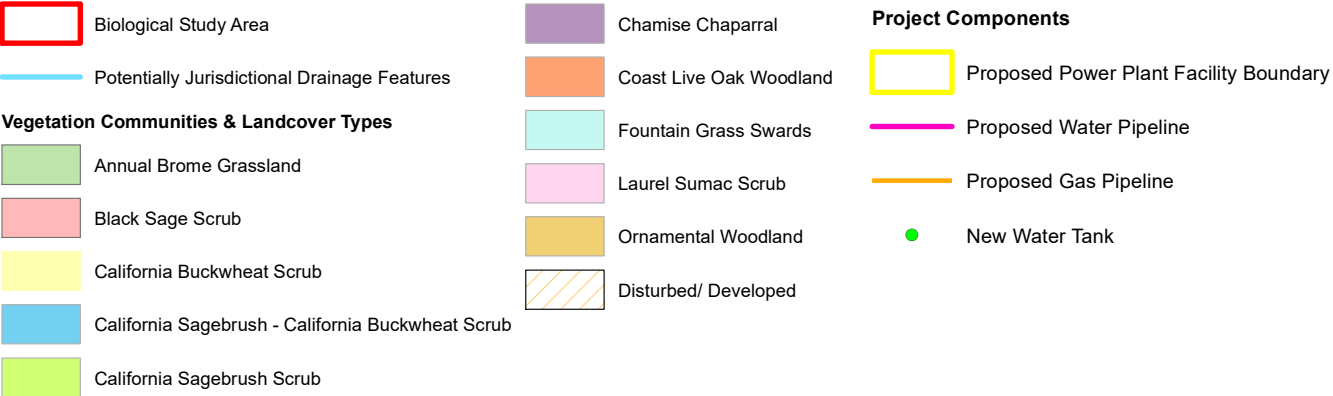 Biological Study Area
Potentially Jurisdictional Drainage Features
Vegetation Communities & Landcover Types
Annual Brome Grassland
Black Sage Scrub
California Buckwheat Scrub
California Sagebrush - California Buckwheat Scrub
California Sagebrush Scrub
Chamise Chaparral
Coast Live Oak Woodland
Fountain Grass Swards
Laurel Sumac Scrub
Ornamental Woodland
Disturbed/ Developed
Project Components
Proposed Power Plant Facility Boundary
Proposed Water Pipeline
Proposed Gas Pipeline
New Water Tank